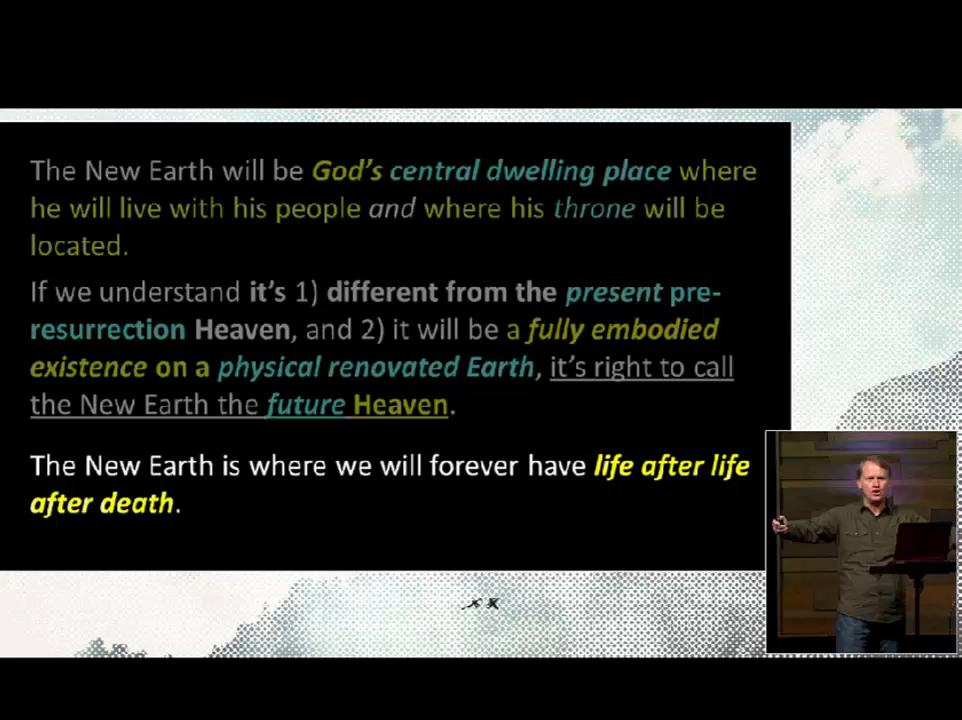 The New Earth will be God's central dwelling place where
he will live with his people and where his throne will be
located.
If we understand it's 1) different from the present pre-
resurrection Heaven, and 2) it will be a fully embodied
existence on a physical renovated Earth, it's right to call
the New Earth the future Heaven.
The New Earth is where we will forever have life after life
after death.